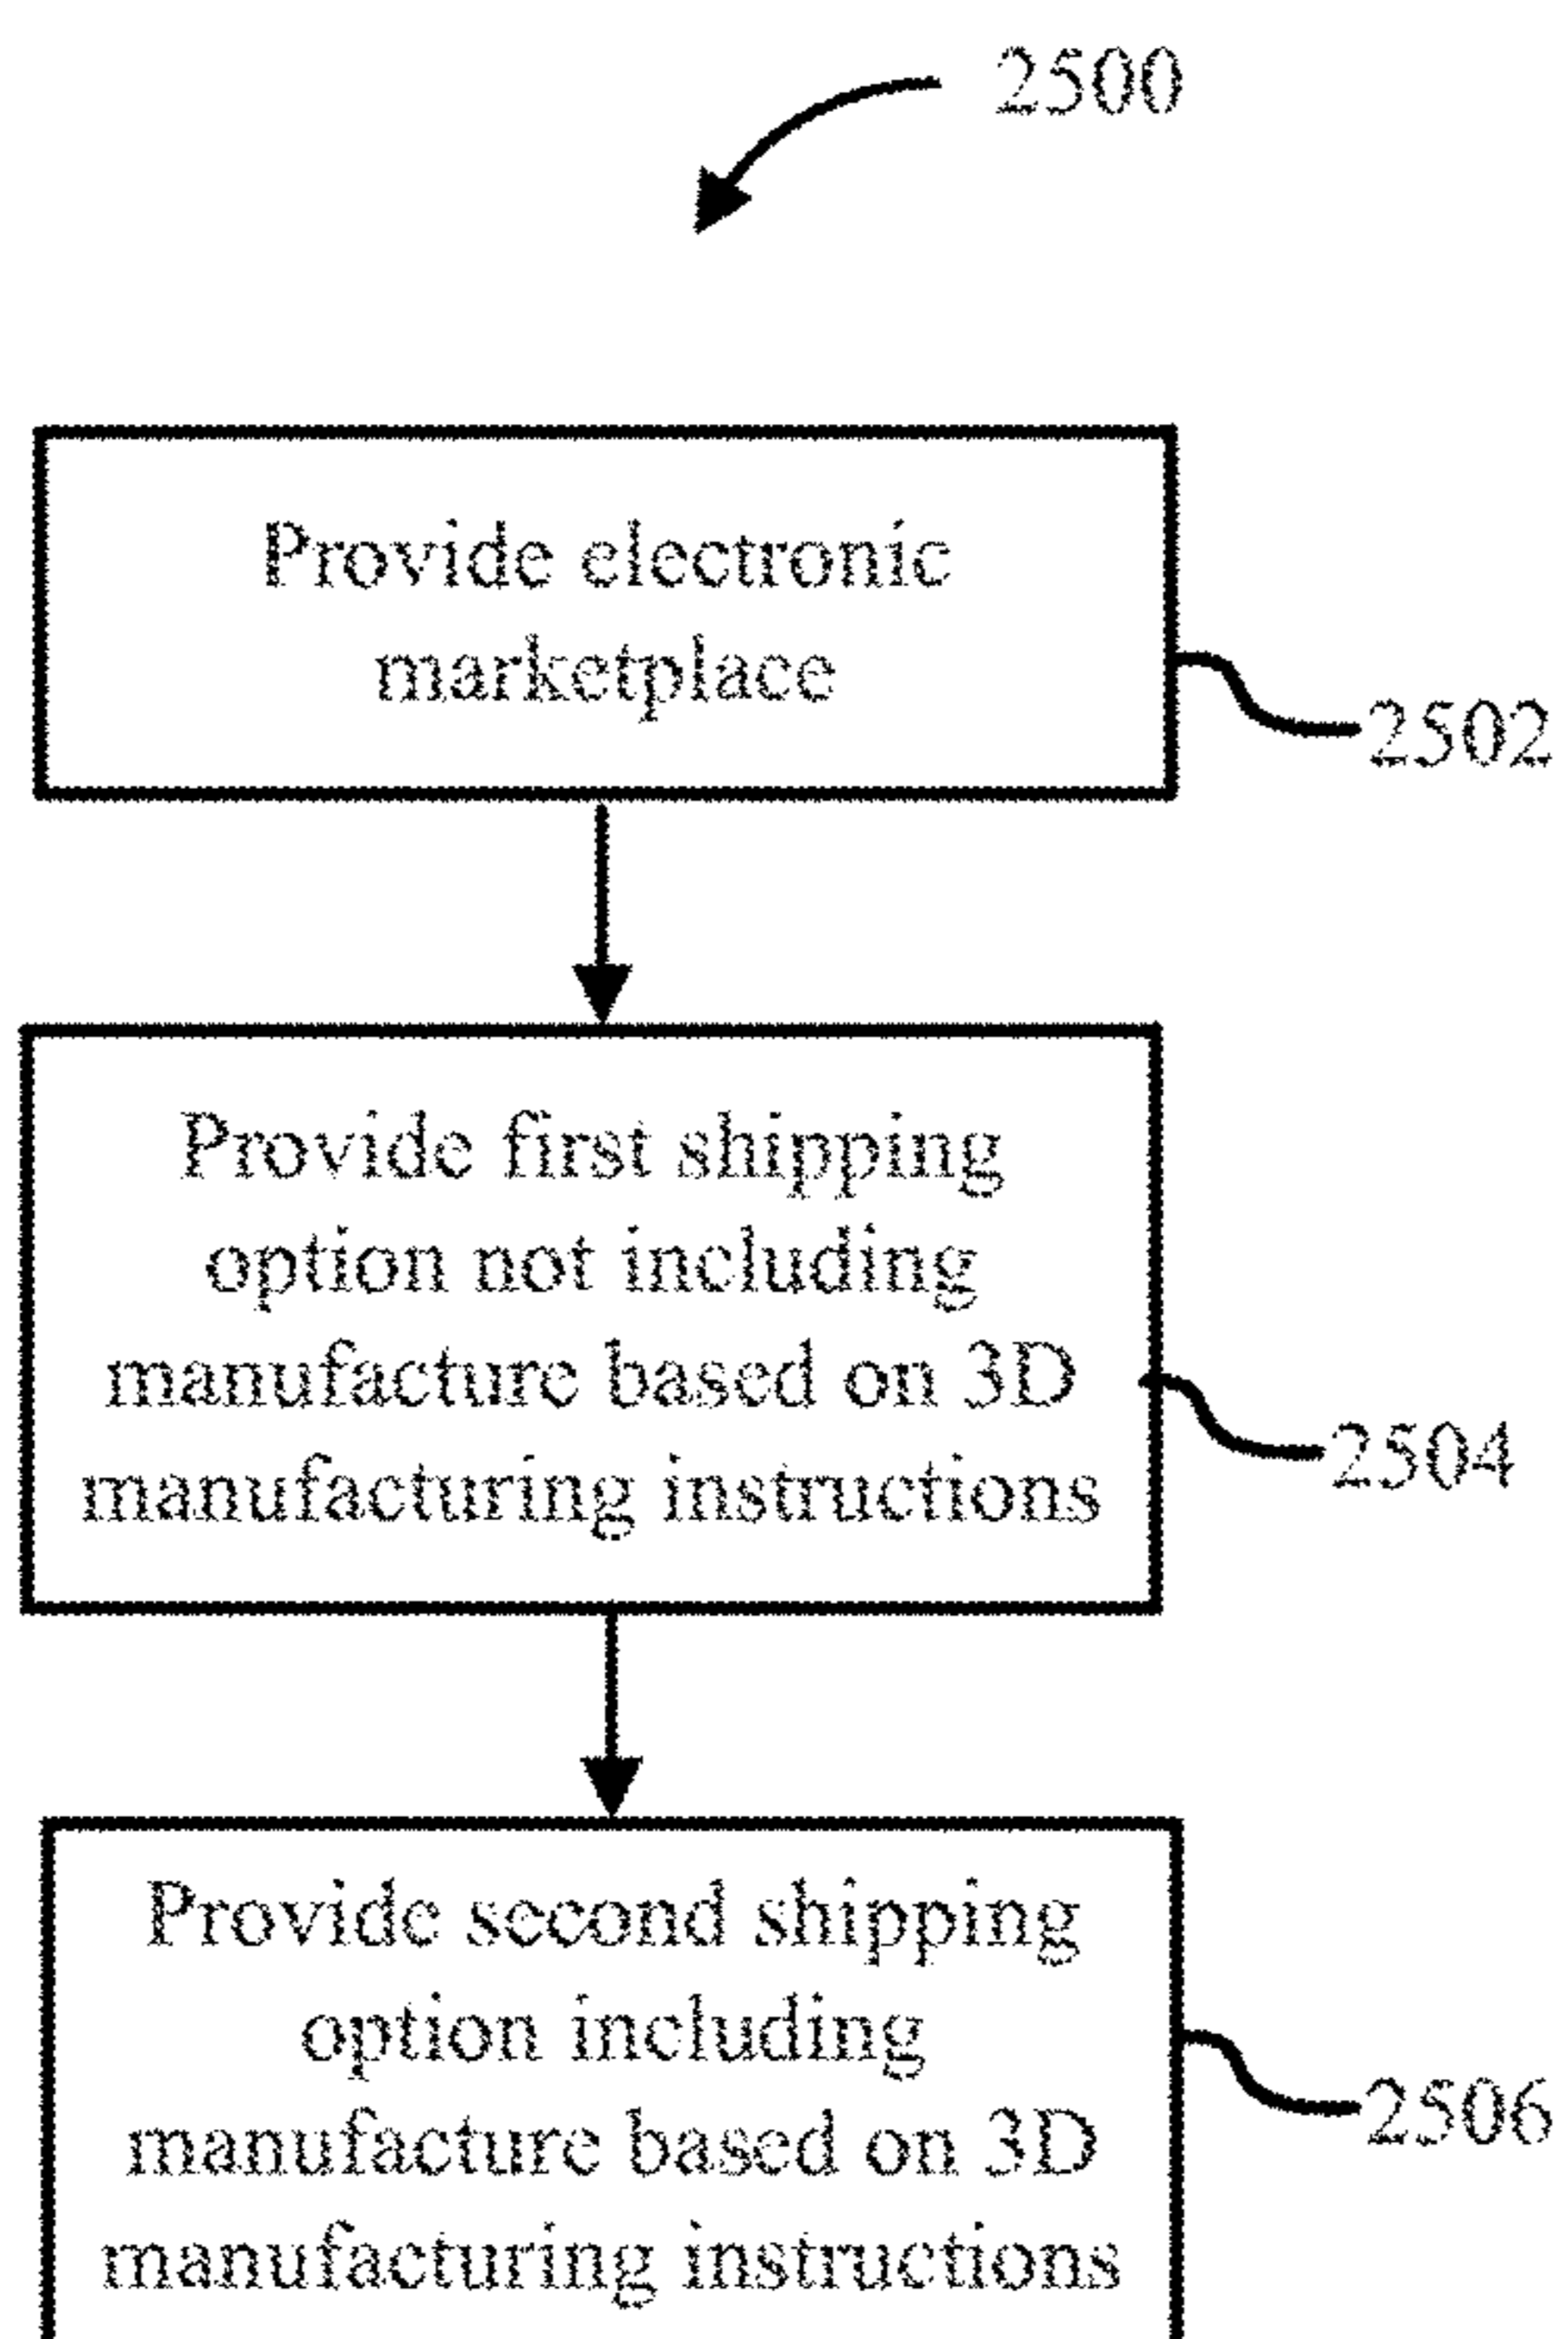 2500
Provide electronic
marketplace
2502
Provide first shipping
option not including
manufacture based on 3D
manufacturing instructions
2504
Provide second shipping
option including
manufacture based on 3D
manufacturing instructions
2506